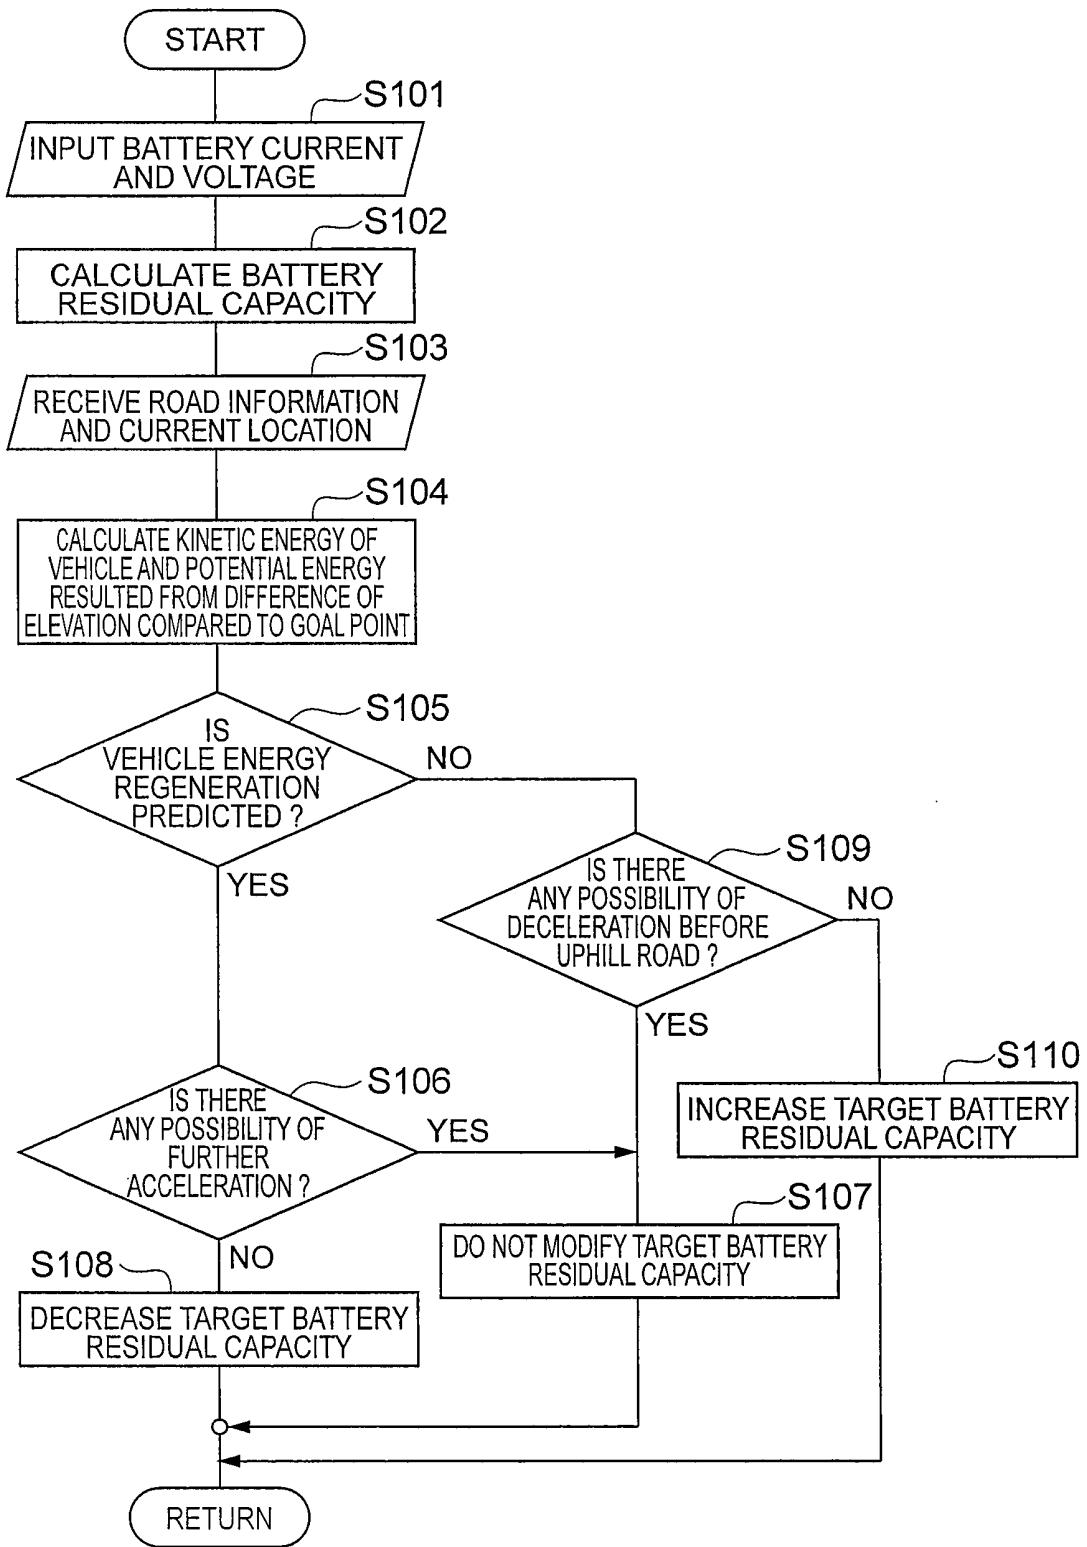 START
S101
INPUT BATTERY CURRENT
AND VOLTAGE
S102
CALCULATE BATTERY
RESIDUAL CAPACITY
S103
RECEIVE ROAD INFORMATION
AND CURRENT LOCATION
S104
CALCULATE KINETIC ENERGY OF
VEHICLE AND POTENTIAL ENERGY
RESULTED FROM DIFFERENCE OF
ELEVATION COMPARED TO GOAL POINT
S105
IS
VEHICLE ENERGY
REGENERATION
PREDICTED ?
NO
YES
S109
IS THERE
ANY POSSIBILITY OF
DECELERATION BEFORE
UPHILL ROAD ?
NO
YES
S110
INCREASE TARGET BATTERY
RESIDUAL CAPACITY
S106
IS THERE
ANY POSSIBILITY OF
FURTHER
ACCELERATION ?
YES
NO
S107
DO NOT MODIFY TARGET BATTERY
RESIDUAL CAPACITY
S108
DECREASE TARGET BATTERY
RESIDUAL CAPACITY
RETURN